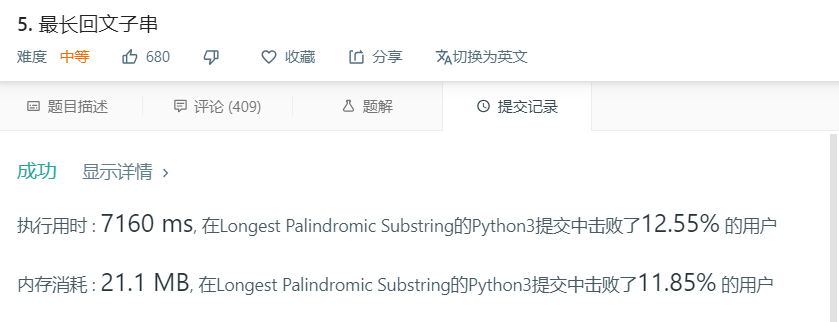 5. 最长回文子串
难度 中等 680 收藏 分享 切换为英文
题目描述 评论 (409) 题解 提交记录
成功 显示详情 >
执行用时 : 7160 ms, 在Longest Palindromic Substring的Python3提交中击败了12.55% 的用户
内存消耗 : 21.1 MB, 在Longest Palindromic Substring的Python3提交中击败了11.85% 的用户